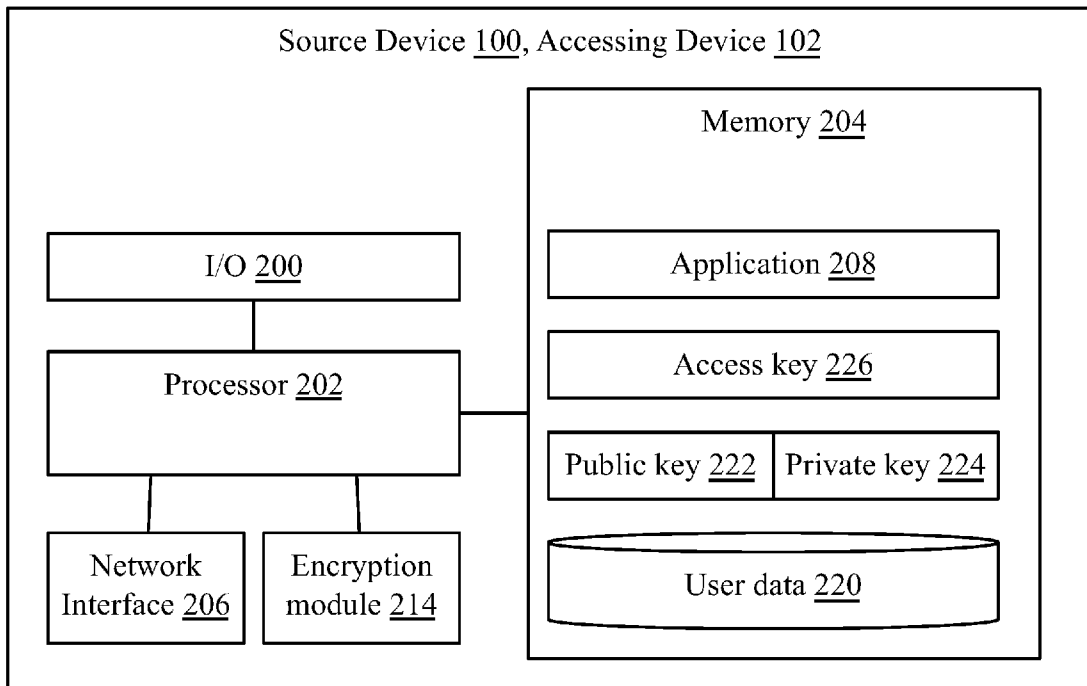 Source Device 100, Accessing Device 102
Memory 204
I/O 200
Application 208
Processor 202
Access key 226
Public key 222
Private key 224
Network
Interface 206
Encryption
module 214
User data 220